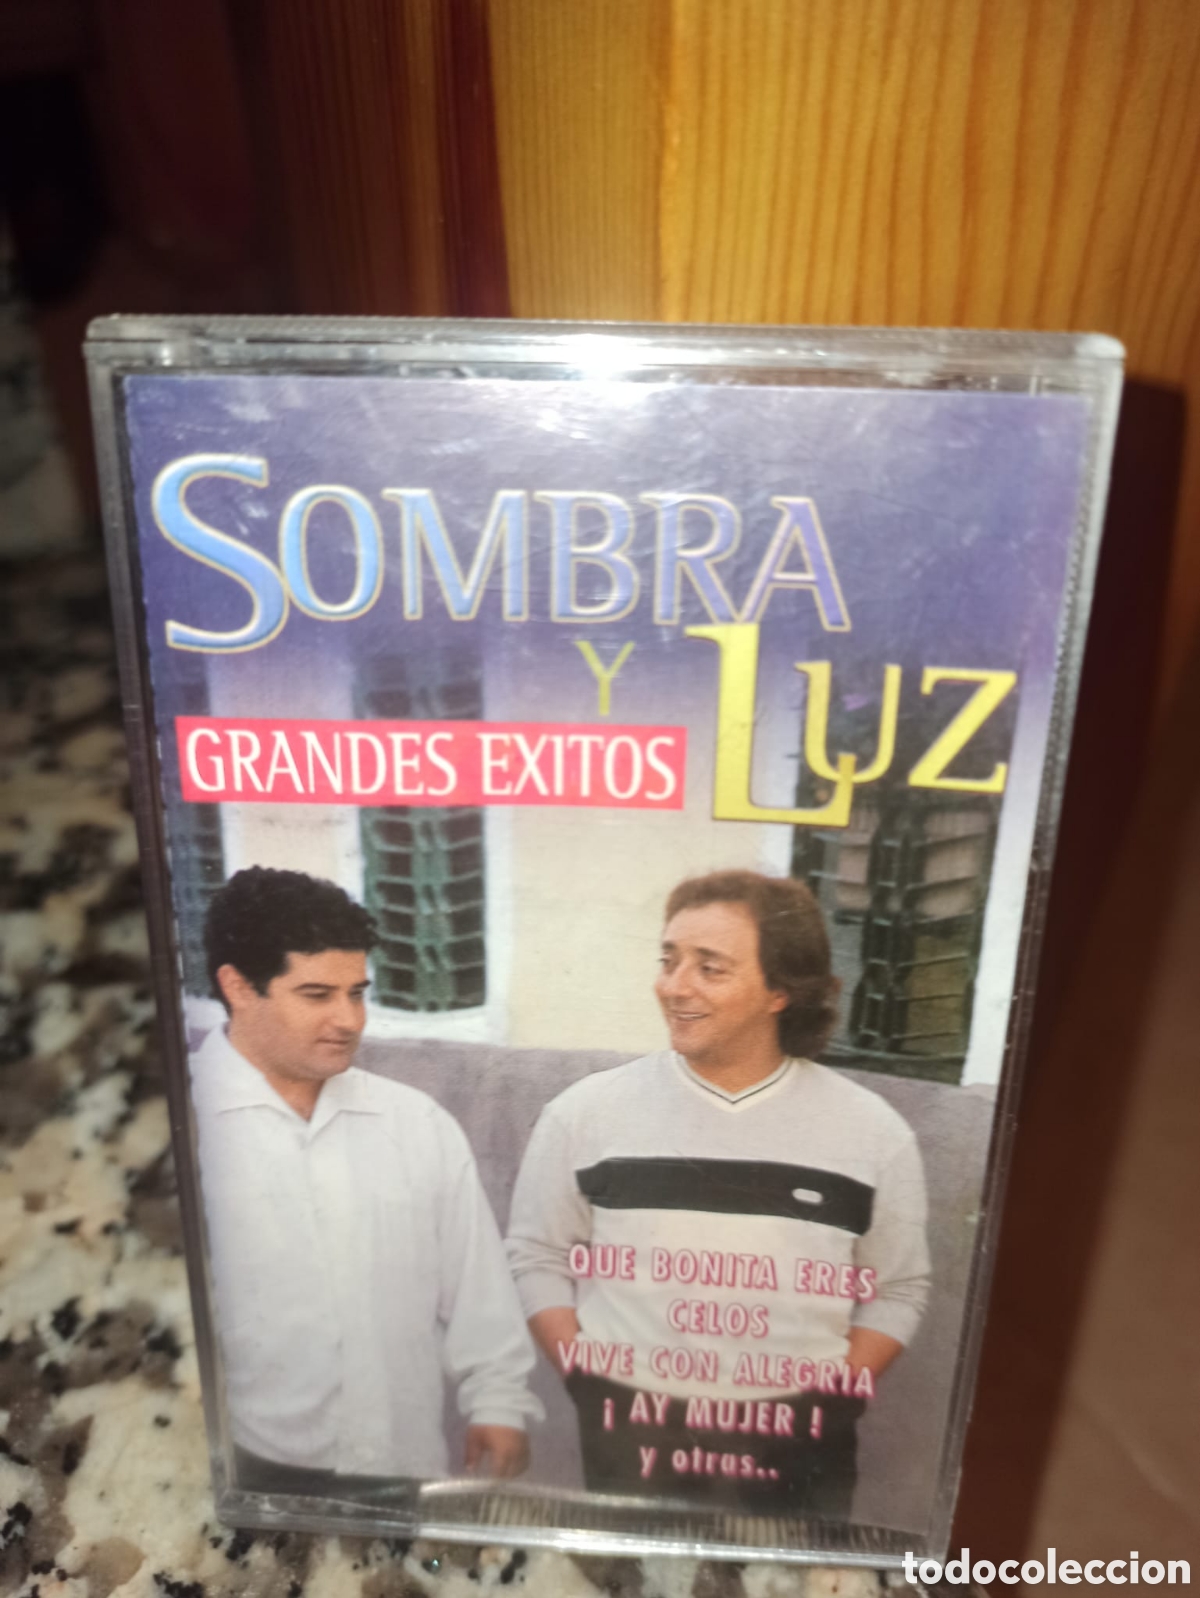 SOMBRA
Y LUZ
GRANDES EXITOS
QUE BONITA ERES
CELOS
VIVE CON ALEGRIA
¡ AY MUJER !
y otras..
todocoleccion